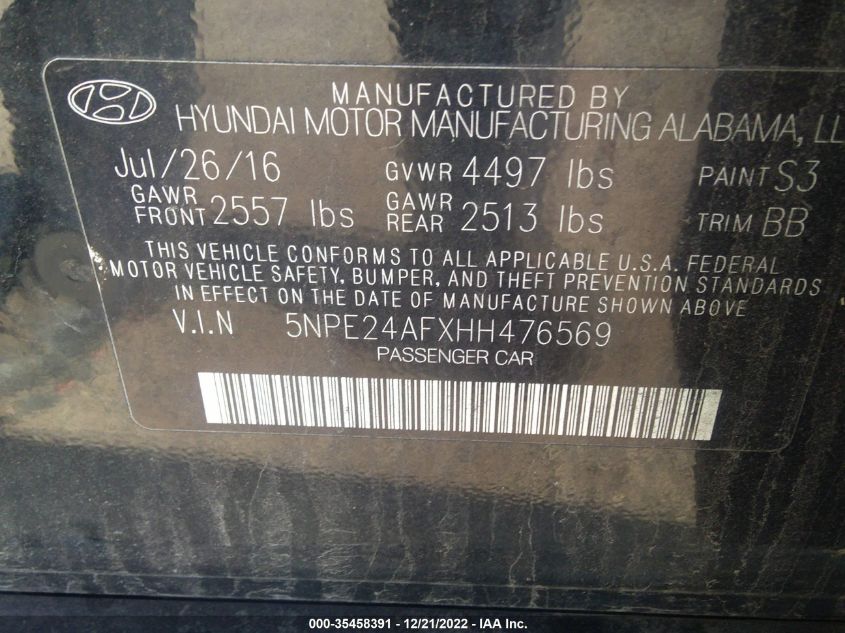 MANUFACTURED BY
HYUNDAI MOTOR MANUFACTURING ALABAMA, LL
Jul/26/16 GVWR 4497 lbs PAINT S3
GAWR FRONT 2557 lbs GAWR REAR 2513 lbs TRIM BB
THIS VEHICLE CONFORMS TO ALL APPLICABLE U.S.A. FEDERAL
MOTOR VEHICLE SAFETY, BUMPER, AND THEFT PREVENTION STANDARDS
IN EFFECT ON THE DATE OF MANUFACTURE SHOWN ABOVE
V.I.N 5NPE24AFXHH476569
PASSENGER CAR
000-35458391 - 12/21/2022 - IAA Inc.